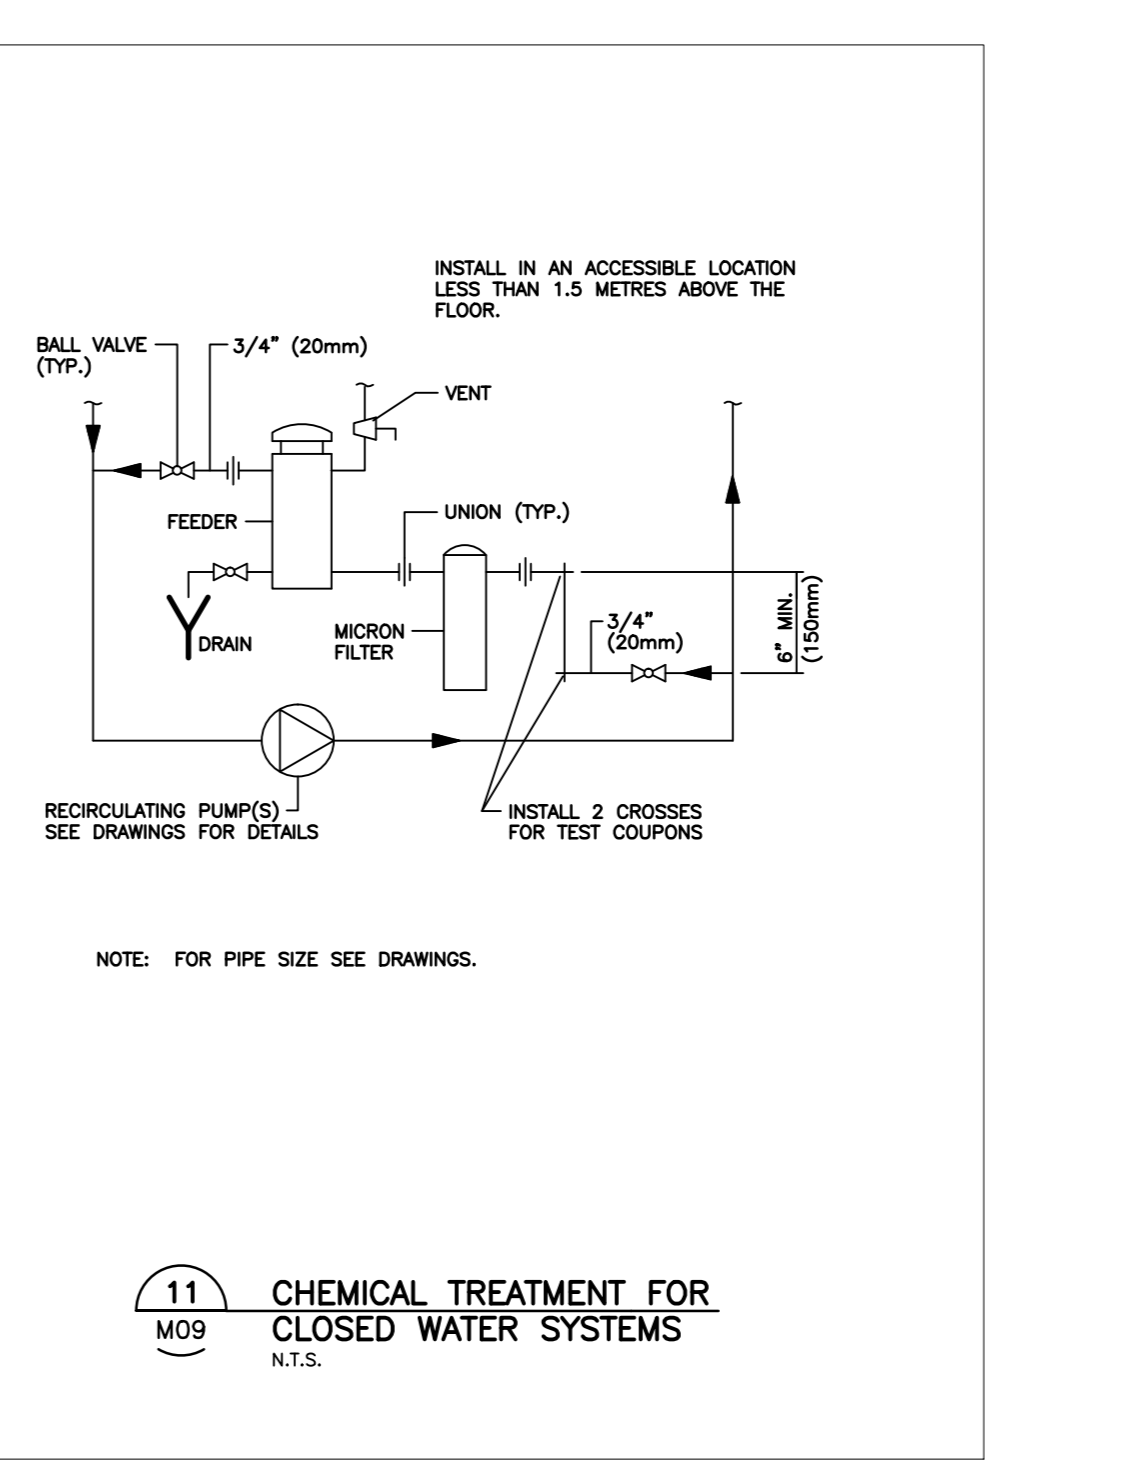 INSTALL IN AN ACCESSIBLE LOCATION
LESS THAN 1.5 METRES ABOVE THE
FLOOR.
BALL VALVE
(TYP.)
3/4" (20mm)
VENT
FEEDER
UNION (TYP.)
MICRON
FILTER
DRAIN
3/4"
(20mm)
6" MIN.
(150mm)
RECIRCULATING PUMP(S)
SEE DRAWINGS FOR DETAILS
INSTALL 2 CROSSES
FOR TEST COUPONS
NOTE: FOR PIPE SIZE SEE DRAWINGS.
11
M09
CHEMICAL TREATMENT FOR
CLOSED WATER SYSTEMS
N.T.S.